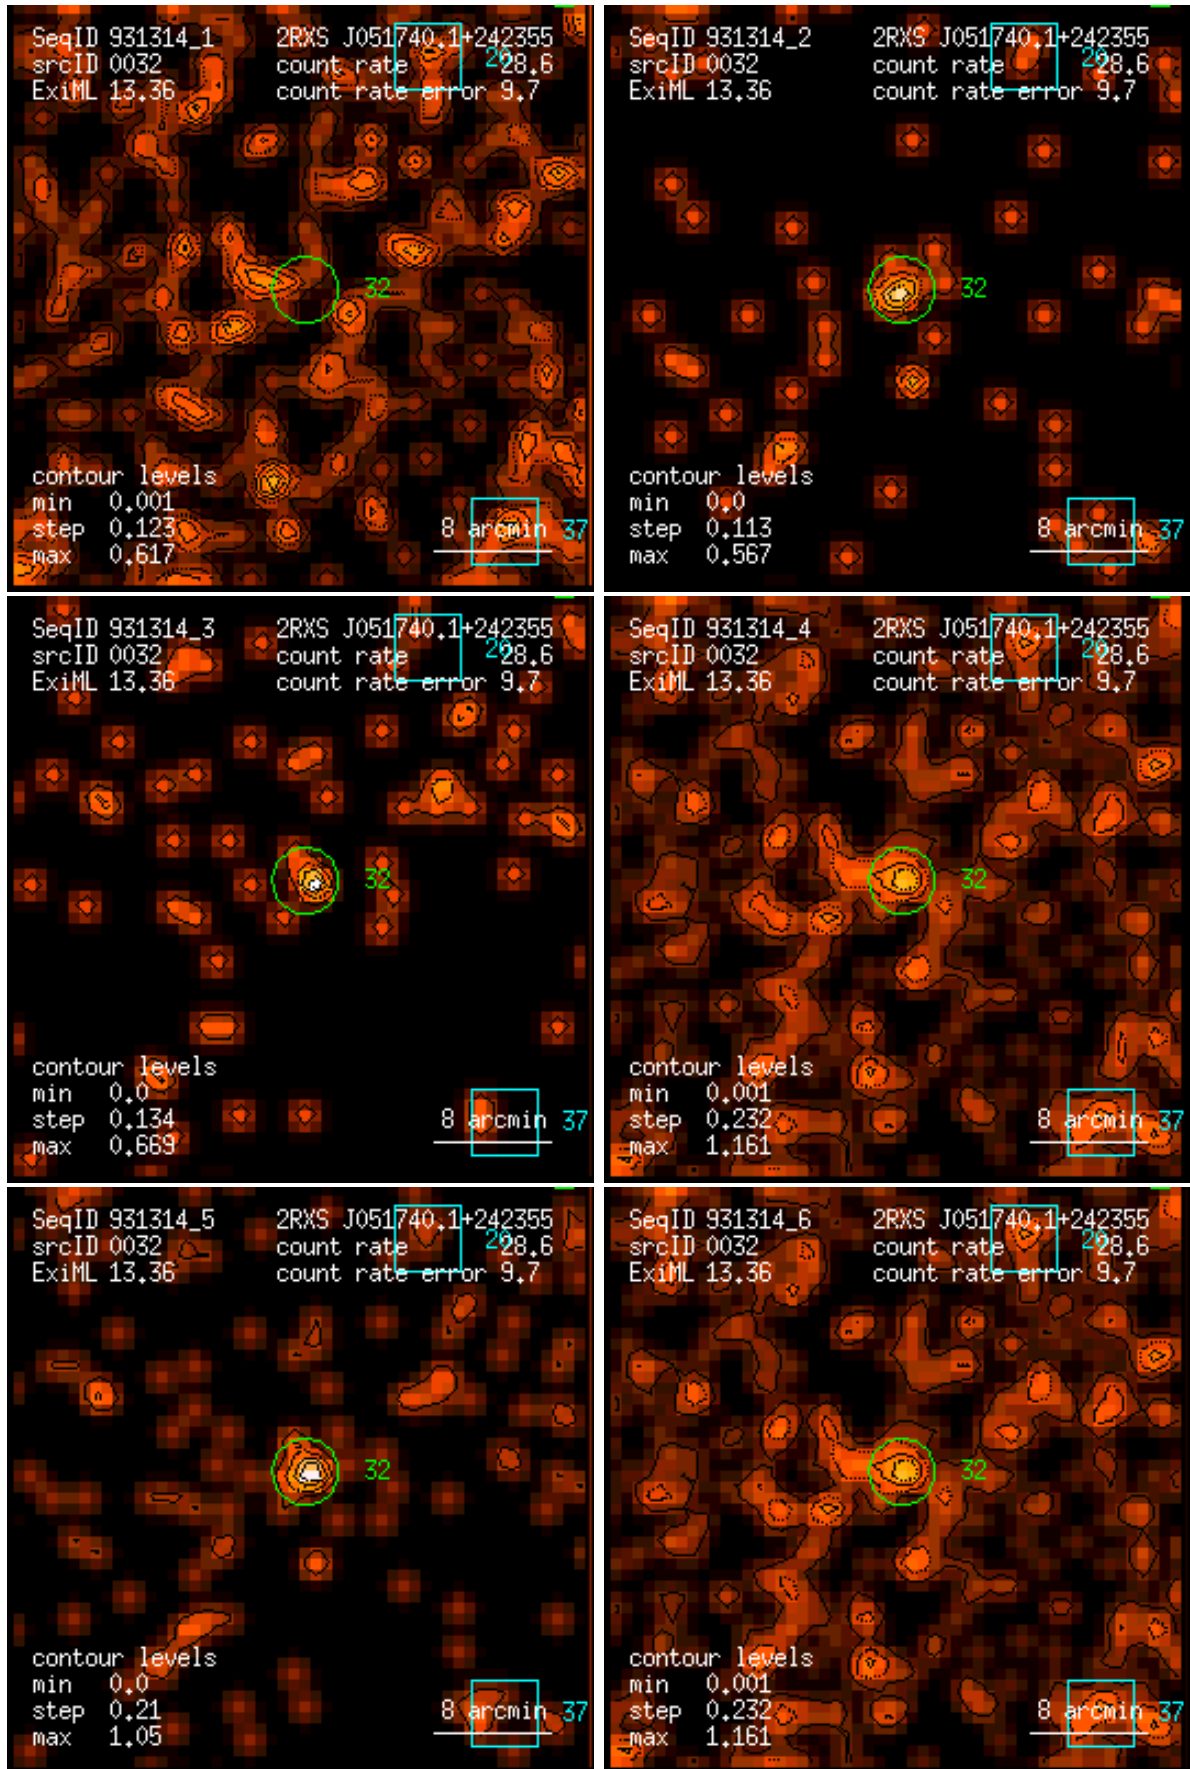 SeqID 931314_1 2RXS J051740.1+242355
srcID 0032 count rate 28.6
ExiML 13.36 count rate error 9.7
20
32
contour levels
min 0.001
step 0.123
max 0.617
8 arcmin 37
SeqID 931314_2 2RXS J051740.1+242355
srcID 0032 count rate 28.6
ExiML 13.36 count rate error 9.7
20
32
contour levels
min 0.0
step 0.113
max 0.567
8 arcmin 37
SeqID 931314_3 2RXS J051740.1+242355
srcID 0032 count rate 28.6
ExiML 13.36 count rate error 9.7
20
32
contour levels
min 0.0
step 0.134
max 0.669
8 arcmin 37
SeqID 931314_4 2RXS J051740.1+242355
srcID 0032 count rate 28.6
ExiML 13.36 count rate error 9.7
20
32
contour levels
min 0.001
step 0.232
max 1.161
8 arcmin 37
SeqID 931314_5 2RXS J051740.1+242355
srcID 0032 count rate 28.6
ExiML 13.36 count rate error 9.7
20
32
contour levels
min 0.0
step 0.21
max 1.05
8 arcmin 37
SeqID 931314_6 2RXS J051740.1+242355
srcID 0032 count rate 28.6
ExiML 13.36 count rate error 9.7
20
32
contour levels
min 0.001
step 0.232
max 1.161
8 arcmin 37